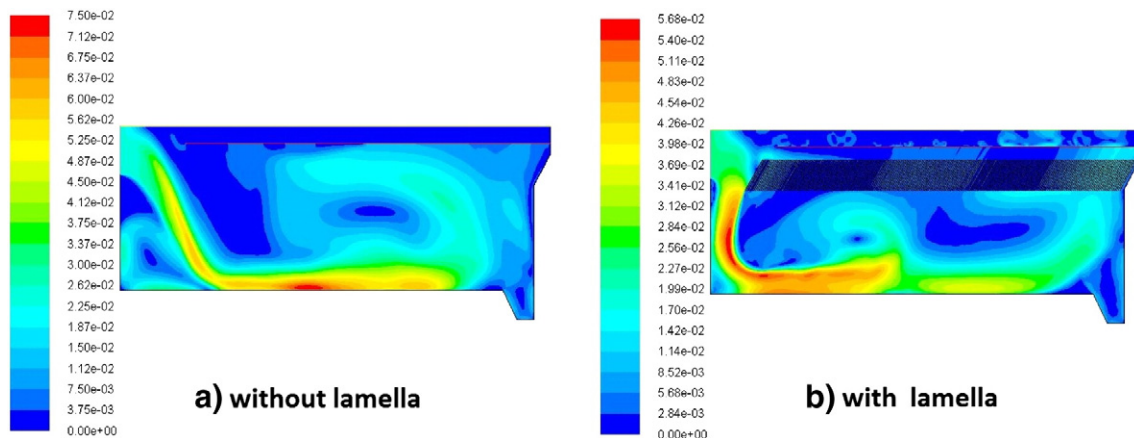 7.50e-02
7.12e-02
6.75e-02
6.37e-02
6.00e-02
5.62e-02
5.25e-02
4.87e-02
4.50e-02
4.12e-02
3.75e-02
3.37e-02
3.00e-02
2.62e-02
2.25e-02
1.87e-02
1.50e-02
1.12e-02
7.50e-03
3.75e-03
0.00e+00
a) without lamella
5.68e-02
5.40e-02
5.11e-02
4.83e-02
4.54e-02
4.26e-02
3.98e-02
3.69e-02
3.41e-02
3.12e-02
2.84e-02
2.56e-02
2.27e-02
1.99e-02
1.70e-02
1.42e-02
1.14e-02
8.52e-03
5.68e-03
2.84e-03
0.00e+00
b) with lamella